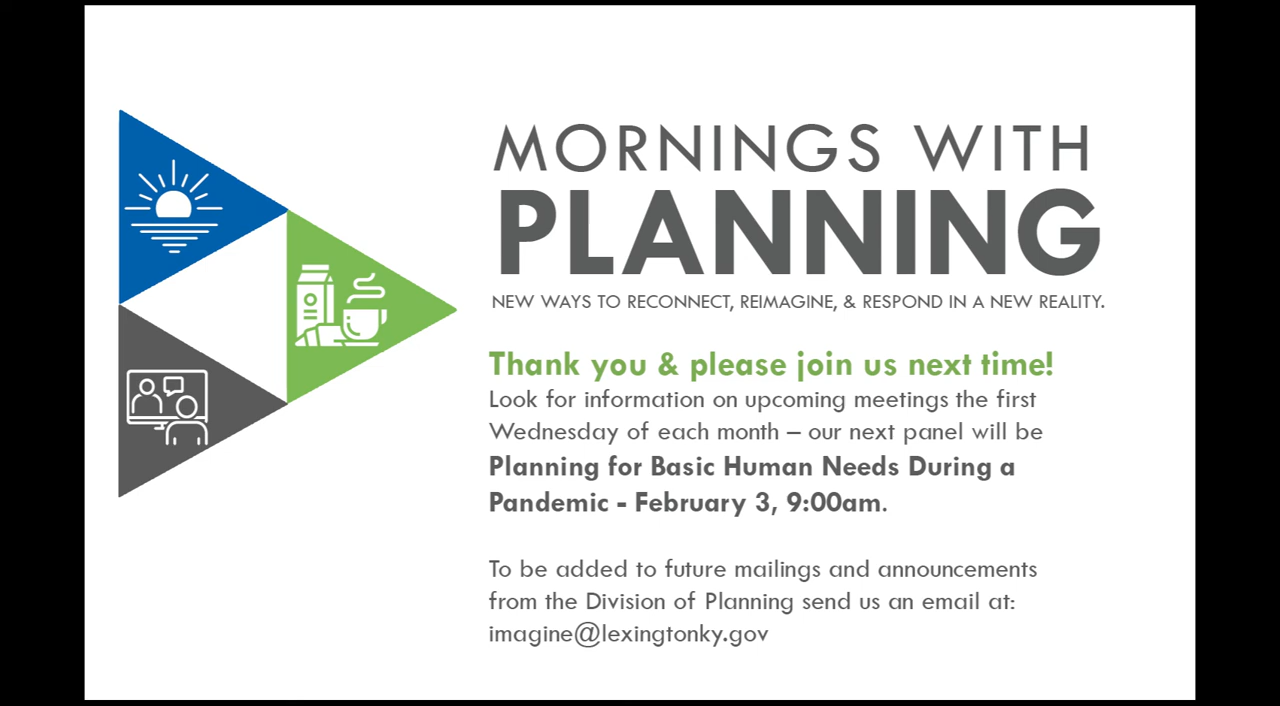 MORNINGS WITH
PLANNING
NEW WAYS TO RECONNECT, REIMAGINE, & RESPOND IN A NEW REALITY.
Thank you & please join us next time!
Look for information on upcoming meetings the first
Wednesday of each month – our next panel will be
Planning for Basic Human Needs During a
Pandemic - February 3, 9:00am.
To be added to future mailings and announcements
from the Division of Planning send us an email at:
imagine@lexingtonky.gov